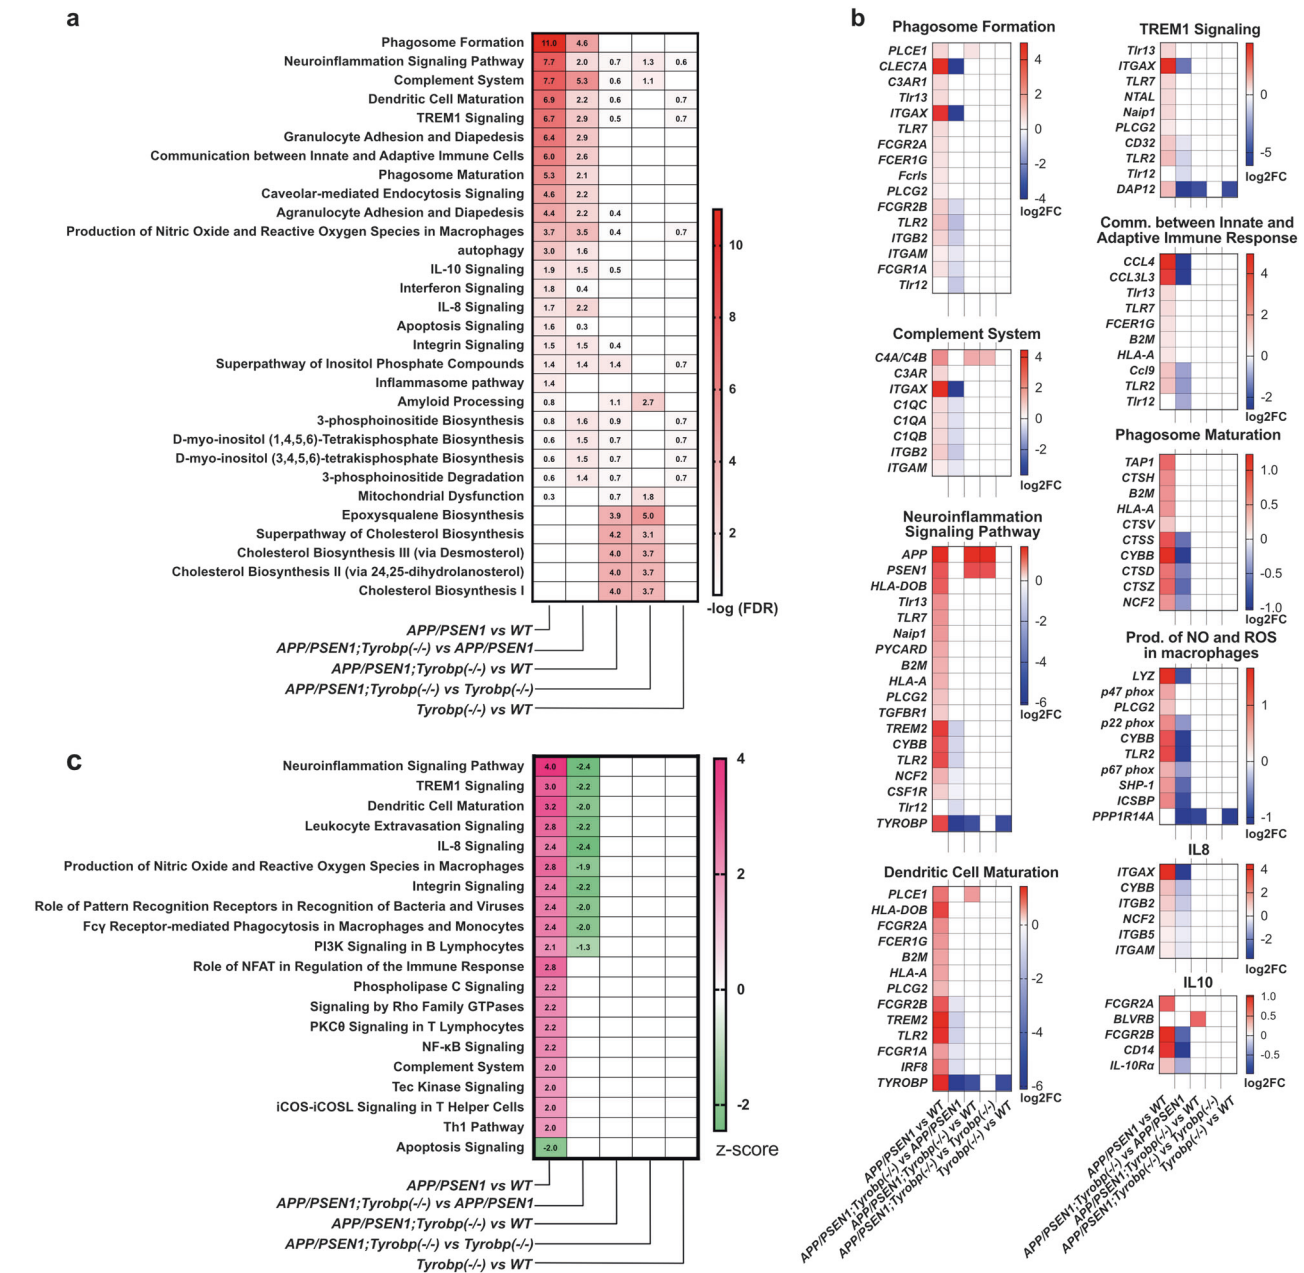 a
Phagosome Formation 11.0 4.6
Neuroinflammation Signaling Pathway 7.7 2.0 0.7 1.3 0.6
Complement System 7.7 5.3 0.6 1.1
Dendritic Cell Maturation 6.9 2.2 0.6 0.7
TREM1 Signaling 6.7 2.9 0.5 0.7
Granulocyte Adhesion and Diapedesis 6.4 2.9
Communication between Innate and Adaptive Immune Cells 6.0 2.6
Phagosome Maturation 5.3 2.1
Caveolar-mediated Endocytosis Signaling 4.6 2.2
Agranulocyte Adhesion and Diapedesis 4.4 2.2 0.4
Production of Nitric Oxide and Reactive Oxygen Species in Macrophages 3.7 3.5 0.4 0.7
autophagy 3.0 1.6
IL-10 Signaling 1.9 1.5 0.5
Interferon Signaling 1.8 0.4
IL-8 Signaling 1.7 2.2
Apoptosis Signaling 1.6 0.3
Integrin Signaling 1.5 1.5 0.4
Superpathway of Inositol Phosphate Compounds 1.4 1.4 1.4 0.7
Inflammasome pathway 1.4
Amyloid Processing 0.8 1.1 2.7
3-phosphoinositide Biosynthesis 0.8 1.6 0.9 0.7
D-myo-inositol (1,4,5,6)-Tetrakisphosphate Biosynthesis 0.6 1.5 0.7 0.7
D-myo-inositol (3,4,5,6)-tetrakisphosphate Biosynthesis 0.6 1.5 0.7 0.7
3-phosphoinositide Degradation 0.6 1.4 0.7 0.7
Mitochondrial Dysfunction 0.3 0.7 1.8
Epoxysqualene Biosynthesis 3.9 5.0
Superpathway of Cholesterol Biosynthesis 4.2 3.1
Cholesterol Biosynthesis III (via Desmosterol) 4.0 3.7
Cholesterol Biosynthesis II (via 24,25-dihydrolanosterol) 4.0 3.7
Cholesterol Biosynthesis I 4.0 3.7
10
8
6
4
2
-log (FDR)
APP/PSEN1 vs WT
APP/PSEN1;Tyrobp(-/-) vs APP/PSEN1
APP/PSEN1;Tyrobp(-/-) vs WT
APP/PSEN1;Tyrobp(-/-) vs Tyrobp(-/-)
Tyrobp(-/-) vs WT
b
Phagosome Formation
PLCE1
CLEC7A
C3AR1
Tlr13
ITGAX
TLR7
FCGR2A
FCER1G
Fcrls
PLCG2
FCGR2B
TLR2
ITGB2
ITGAM
FCGR1A
Tlr12
4
2
0
-2
-4
log2FC
Complement System
C4A/C4B
C3AR
ITGAX
C1QC
C1QA
C1QB
ITGB2
ITGAM
4
2
0
-2
log2FC
Neuroinflammation
Signaling Pathway
APP
PSEN1
HLA-DOB
Tlr13
TLR7
Naip1
PYCARD
B2M
HLA-A
PLCG2
TGFBR1
TREM2
CYBB
TLR2
NCF2
CSF1R
Tlr12
TYROBP
0
-2
-4
-6
log2FC
Dendritic Cell Maturation
PLCE1
HLA-DOB
FCGR2A
FCER1G
B2M
HLA-A
PLCG2
FCGR2B
TREM2
TLR2
FCGR1A
IRF8
TYROBP
0
-2
-4
-6
log2FC
APP/PSEN1 vs WT
APP/PSEN1;Tyrobp(-/-) vs APP/PSEN1
APP/PSEN1;Tyrobp(-/-) vs WT
APP/PSEN1;Tyrobp(-/-) vs Tyrobp(-/-)
Tyrobp(-/-) vs WT
TREM1 Signaling
Tlr13
ITGAX
TLR7
NTAL
Naip1
PLCG2
CD32
TLR2
Tlr12
DAP12
0
-5
log2FC
Comm. between Innate and
Adaptive Immune Response
CCL4
CCL3L3
Tlr13
TLR7
FCER1G
B2M
HLA-A
Ccl9
TLR2
Tlr12
4
2
0
-2
log2FC
Phagosome Maturation
TAP1
CTSH
B2M
HLA-A
CTSV
CTSS
CYBB
CTSD
CTSZ
NCF2
1.0
0.5
0
-0.5
-1.0
log2FC
Prod. of NO and ROS
in macrophages
LYZ
p47 phox
PLCG2
p22 phox
CYBB
TLR2
p67 phox
SHP-1
ICSBP
PPP1R14A
1
0
-1
log2FC
IL8
ITGAX
CYBB
ITGB2
NCF2
ITGB5
ITGAM
4
2
0
-2
log2FC
IL10
FCGR2A
BLVRB
FCGR2B
CD14
IL-10Rα
1.0
0.5
0
-0.5
log2FC
APP/PSEN1 vs WT
APP/PSEN1;Tyrobp(-/-) vs APP/PSEN1
APP/PSEN1;Tyrobp(-/-) vs WT
APP/PSEN1;Tyrobp(-/-) vs Tyrobp(-/-)
Tyrobp(-/-) vs WT
c
Neuroinflammation Signaling Pathway 4.0 -2.4
TREM1 Signaling 3.0 -2.2
Dendritic Cell Maturation 3.2 -2.0
Leukocyte Extravasation Signaling 2.8 -2.2
IL-8 Signaling 2.4 -2.4
Production of Nitric Oxide and Reactive Oxygen Species in Macrophages 2.8 -1.9
Integrin Signaling 2.4 -2.2
Role of Pattern Recognition Receptors in Recognition of Bacteria and Viruses 2.4 -2.0
Fcγ Receptor-mediated Phagocytosis in Macrophages and Monocytes 2.4 -2.0
PI3K Signaling in B Lymphocytes 2.1 -1.3
Role of NFAT in Regulation of the Immune Response 2.8
Phospholipase C Signaling 2.2
Signaling by Rho Family GTPases 2.2
PKCθ Signaling in T Lymphocytes 2.2
NF-κB Signaling 2.2
Complement System 2.0
Tec Kinase Signaling 2.0
iCOS-iCOSL Signaling in T Helper Cells 2.0
Th1 Pathway 2.0
Apoptosis Signaling -2.0
4
2
0
-2
z-score
APP/PSEN1 vs WT
APP/PSEN1;Tyrobp(-/-) vs APP/PSEN1
APP/PSEN1;Tyrobp(-/-) vs WT
APP/PSEN1;Tyrobp(-/-) vs Tyrobp(-/-)
Tyrobp(-/-) vs WT